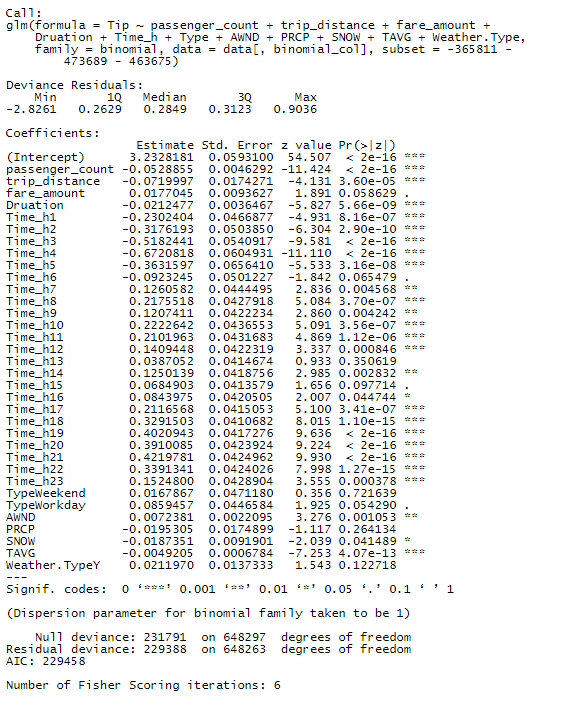 Call:
glm(formula = Tip ~ passenger_count + trip_distance + fare_amount +
    Druation + Time_h + Type + AWND + PRCP + SNOW + TAVG + Weather.Type,
    family = binomial, data = data[, binomial_col], subset = -365811 -
        473689 - 463675)

Deviance Residuals:
    Min       1Q   Median       3Q      Max
-2.8261   0.2629   0.2849   0.3123   0.9036

Coefficients:
                  Estimate Std. Error z value Pr(>|z|)
(Intercept)      3.2328181  0.0593100  54.507  < 2e-16 ***
passenger_count -0.0528855  0.0046292 -11.424  < 2e-16 ***
trip_distance   -0.0719997  0.0174271  -4.131 3.60e-05 ***
fare_amount      0.0177045  0.0093627   1.891 0.058629 .
Druation        -0.0212477  0.0036467  -5.827 5.66e-09 ***
Time_h1         -0.2302404  0.0466877  -4.931 8.16e-07 ***
Time_h2         -0.3176193  0.0503850  -6.304 2.90e-10 ***
Time_h3         -0.5182441  0.0540917  -9.581  < 2e-16 ***
Time_h4         -0.6720818  0.0604931 -11.110  < 2e-16 ***
Time_h5         -0.3631597  0.0656410  -5.533 3.16e-08 ***
Time_h6         -0.0923245  0.0501227  -1.842 0.065479 .
Time_h7          0.1260582  0.0444495   2.836 0.004568 **
Time_h8          0.2175518  0.0427918   5.084 3.70e-07 ***
Time_h9          0.1207411  0.0422234   2.860 0.004242 **
Time_h10         0.2222642  0.0436553   5.091 3.56e-07 ***
Time_h11         0.2101963  0.0431683   4.869 1.12e-06 ***
Time_h12         0.1409448  0.0422319   3.337 0.000846 ***
Time_h13         0.0387052  0.0414674   0.933 0.350619
Time_h14         0.1250139  0.0418756   2.985 0.002832 **
Time_h15         0.0684903  0.0413579   1.656 0.097714 .
Time_h16         0.0843975  0.0420505   2.007 0.044744 *
Time_h17         0.2116568  0.0415053   5.100 3.41e-07 ***
Time_h18         0.3291503  0.0410682   8.015 1.10e-15 ***
Time_h19         0.4020943  0.0417276   9.636  < 2e-16 ***
Time_h20         0.3910085  0.0423924   9.224  < 2e-16 ***
Time_h21         0.4219781  0.0424962   9.930  < 2e-16 ***
Time_h22         0.3391341  0.0424026   7.998 1.27e-15 ***
Time_h23         0.1524800  0.0428904   3.555 0.000378 ***
TypeWeekend      0.0167867  0.0471180   0.356 0.721639
TypeWorkday      0.0859457  0.0446584   1.925 0.054290 .
AWND             0.0072381  0.0022095   3.276 0.001053 **
PRCP            -0.0195305  0.0174899  -1.117 0.264134
SNOW            -0.0187351  0.0091901  -2.039 0.041489 *
TAVG            -0.0049205  0.0006784  -7.253 4.07e-13 ***
Weather.TypeY    0.0211970  0.0137333   1.543 0.122718
---
Signif. codes:  0 ‘***’ 0.001 ‘**’ 0.01 ‘*’ 0.05 ‘.’ 0.1 ‘ ’ 1

(Dispersion parameter for binomial family taken to be 1)

    Null deviance: 231791  on 648297  degrees of freedom
Residual deviance: 229388  on 648263  degrees of freedom
AIC: 229458

Number of Fisher Scoring iterations: 6